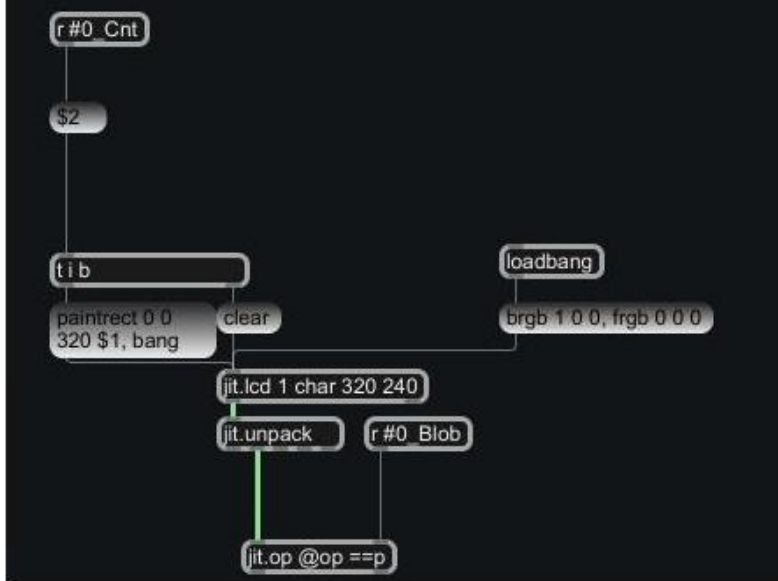 r #0_Cnt
$2
t i b
loadbang
paintrect 0 0
320 $1, bang
clear
brgb 1 0 0, frgb 0 0 0
jit.lcd 1 char 320 240
jit.unpack
r #0_Blob
jit.op @op ==p